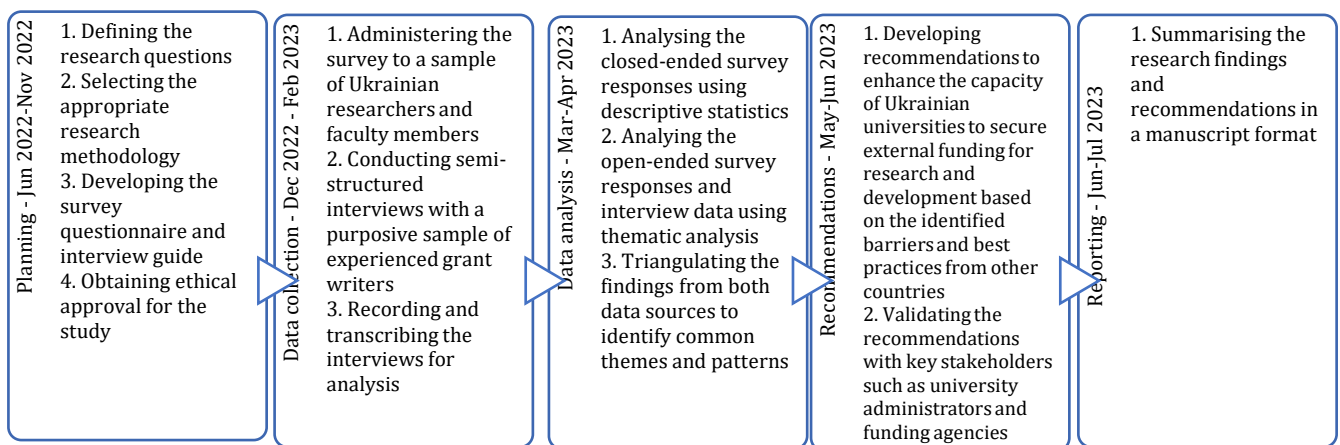 Planning - Jun 2022-Nov 2022
1. Defining the
research questions
2. Selecting the
appropriate
research
methodology
3. Developing the
survey
questionnaire and
interview guide
4. Obtaining ethical
approval for the
study
Data collection - Dec 2022 - Feb 2023
1. Administering the
survey to a sample
of Ukrainian
researchers and
faculty members
2. Conducting semi-
structured
interviews with a
purposive sample of
experienced grant
writers
3. Recording and
transcribing the
interviews for
analysis
Data analysis - Mar-Apr 2023
1. Analysing the
closed-ended survey
responses using
descriptive statistics
2. Analying the
open-ended survey
responses and
interview data using
thematic analysis
3. Triangulating the
findings from both
data sources to
identify common
themes and patterns
Recommendations - May-Jun 2023
1. Developing
recommendations to
enhance the capacity
of Ukrainian
universities to secure
external funding for
research and
development based
on the identified
barriers and best
practices from other
countries
2. Validating the
recommendations
with key stakeholders
such as university
administrators and
funding agencies
Reporting - Jun-Jul 2023
1. Summarising the
research findings
and
recommendations in
a manuscript format